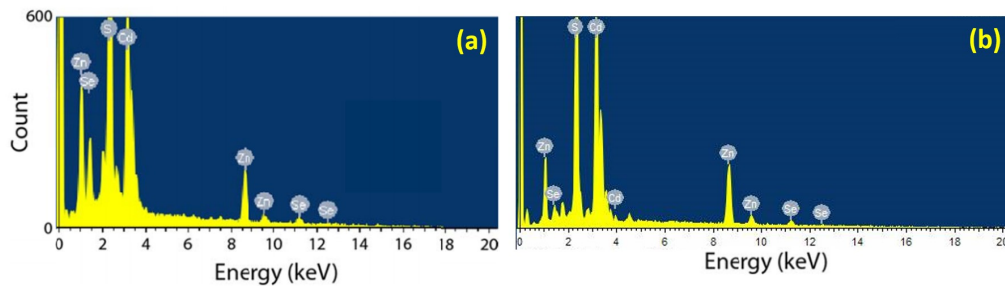 600
Count
0
(a)
Zn
Se
S
Cd
Zn
Zn
Se
Se
0 2 4 6 8 10 12 14 16 18 20
Energy (keV)
(b)
Zn
Se
S
Cd
Cd
Zn
Zn
Se
Se
2 4 6 8 10 12 14 16 18 20
Energy (keV)